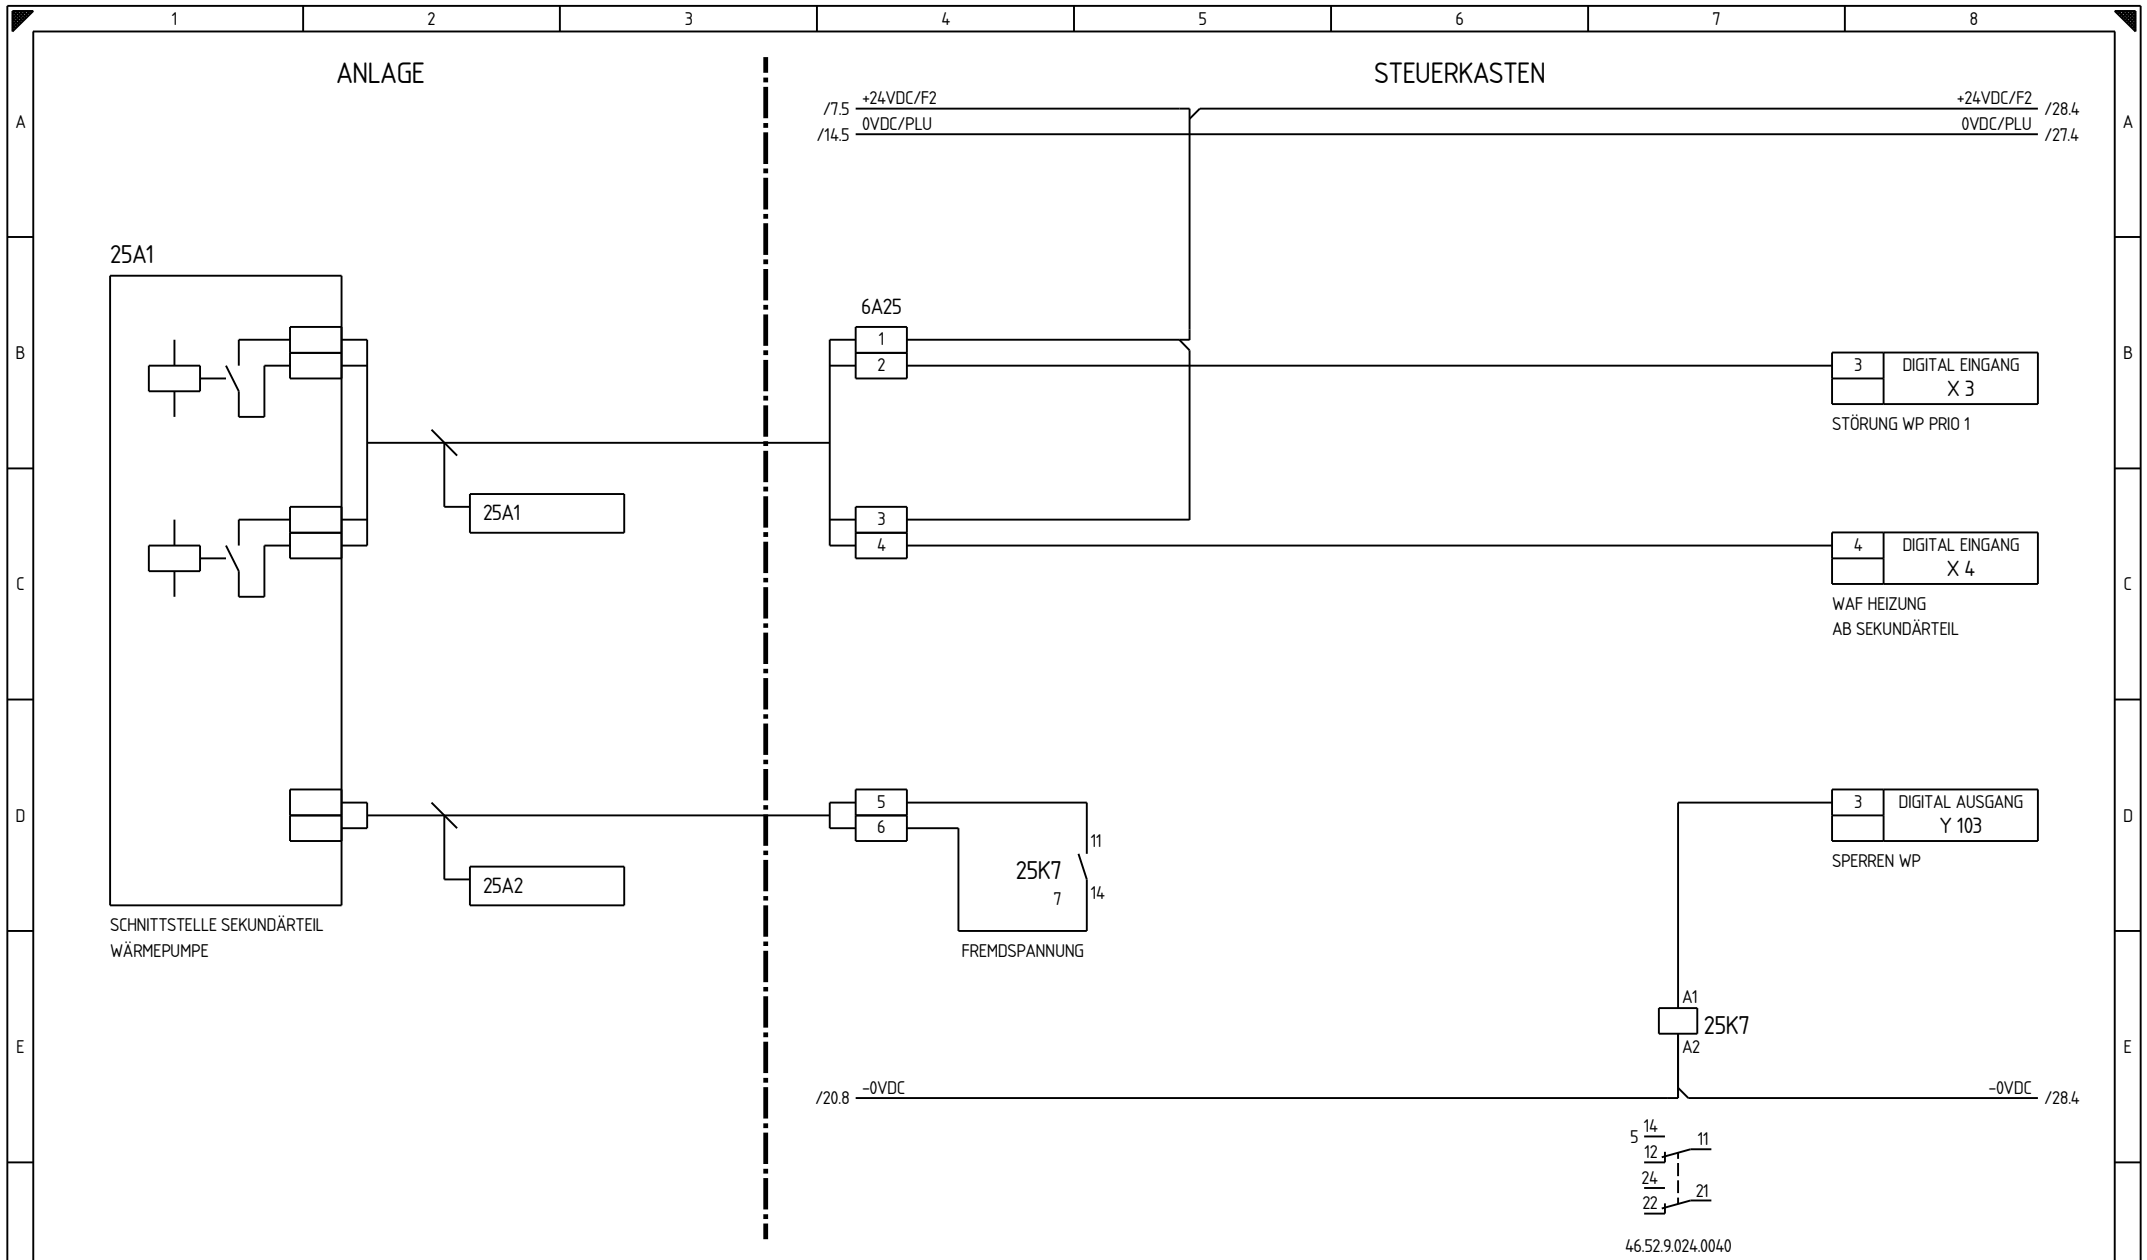 1 2 3 4 5 6 7 8
ANLAGE STEUERKASTEN
/7.5 +24VDC/F2 +24VDC/F2 /28.4
A A
/14.5 0VDC/PLU 0VDC/PLU /27.4
25A1
6A25
1
B B
2
3 DIGITAL EINGANG
X 3
STÖRUNG WP PRIO 1
25A1
3
4
4 DIGITAL EINGANG
X 4
C C
WAF HEIZUNG
AB SEKUNDÄRTEIL
5
3 DIGITAL AUSGANG
D D
6
Y 103
11
SPERREN WP
25K7
25A2
7 14
SCHNITTSTELLE SEKUNDÄRTEIL
WÄRMEPUMPE
FREMDSPANNUNG
A1
25K7
E E
A2
/20.8 -0VDC -0VDC /28.4
5 14
11
12
24
21
22
46.52.9.024.0040